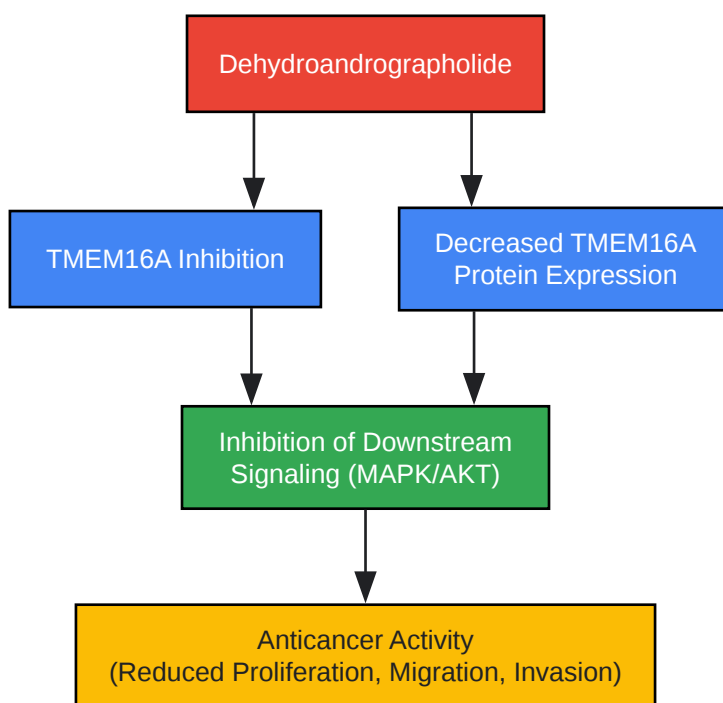 Dehydroandrographolide
TMEM16A Inhibition
Decreased TMEM16A
Protein Expression
Inhibition of Downstream
Signaling (MAPK/AKT)
Anticancer Activity
(Reduced Proliferation, Migration, Invasion)